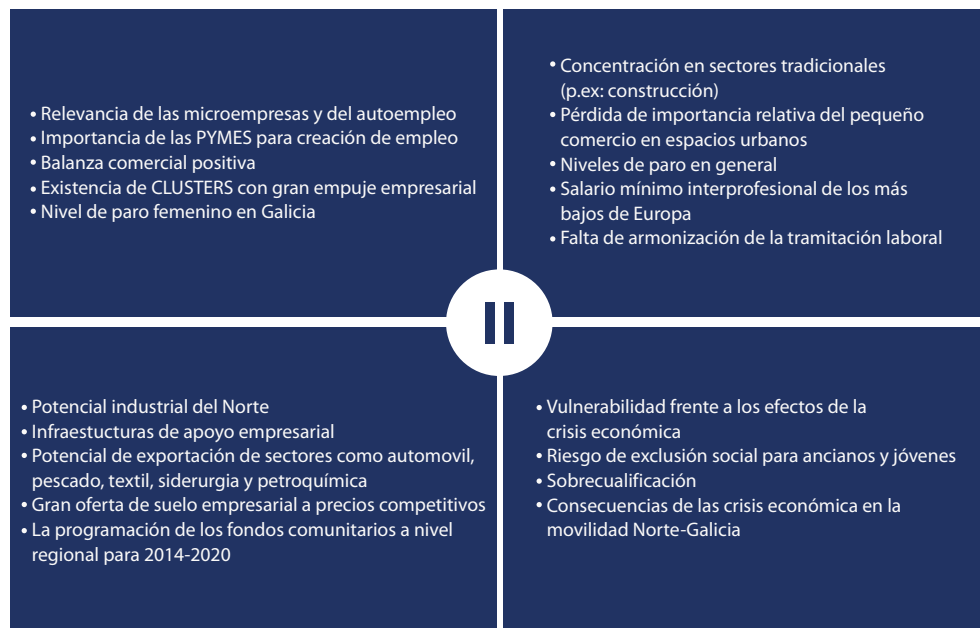 • Relevancia de las microempresas y del autoempleo
• Importancia de las PYMES para creación de empleo
• Balanza comercial positiva
• Existencia de CLUSTERS con gran empuje empresarial
• Nivel de paro femenino en Galicia
• Concentración en sectores tradicionales
(p.ex: construcción)
• Pérdida de importancia relativa del pequeño
comercio en espacios urbanos
• Niveles de paro en general
• Salario mínimo interprofesional de los más
bajos de Europa
• Falta de armonización de la tramitación laboral
II
• Potencial industrial del Norte
• Infraestucturas de apoyo empresarial
• Potencial de exportación de sectores como automovil,
pescado, textil, siderurgia y petroquímica
• Gran oferta de suelo empresarial a precios competitivos
• La programación de los fondos comunitarios a nivel
regional para 2014-2020
• Vulnerabilidad frente a los efectos de la
crisis económica
• Riesgo de exclusión social para ancianos y jóvenes
• Sobrecualificación
• Consecuencias de las crisis económica en la
movilidad Norte-Galicia